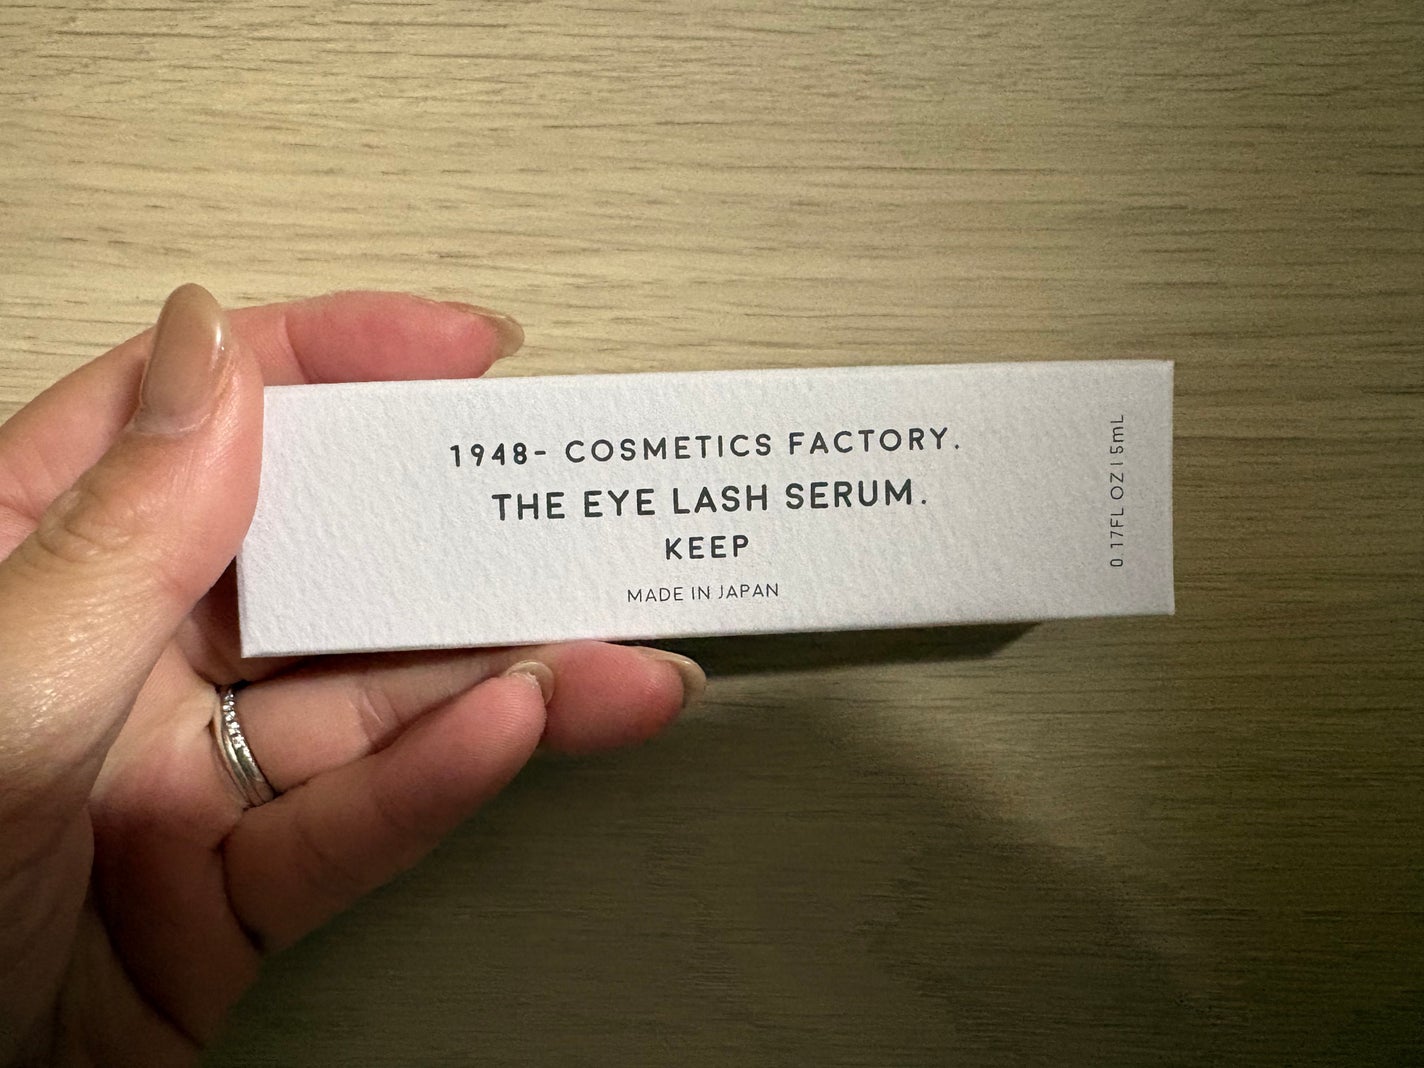 1948- COSMETICS FACTORY.
THE EYE LASH SERUM.
KEEP
MADE IN JAPAN
0.17FL OZ | 5mL